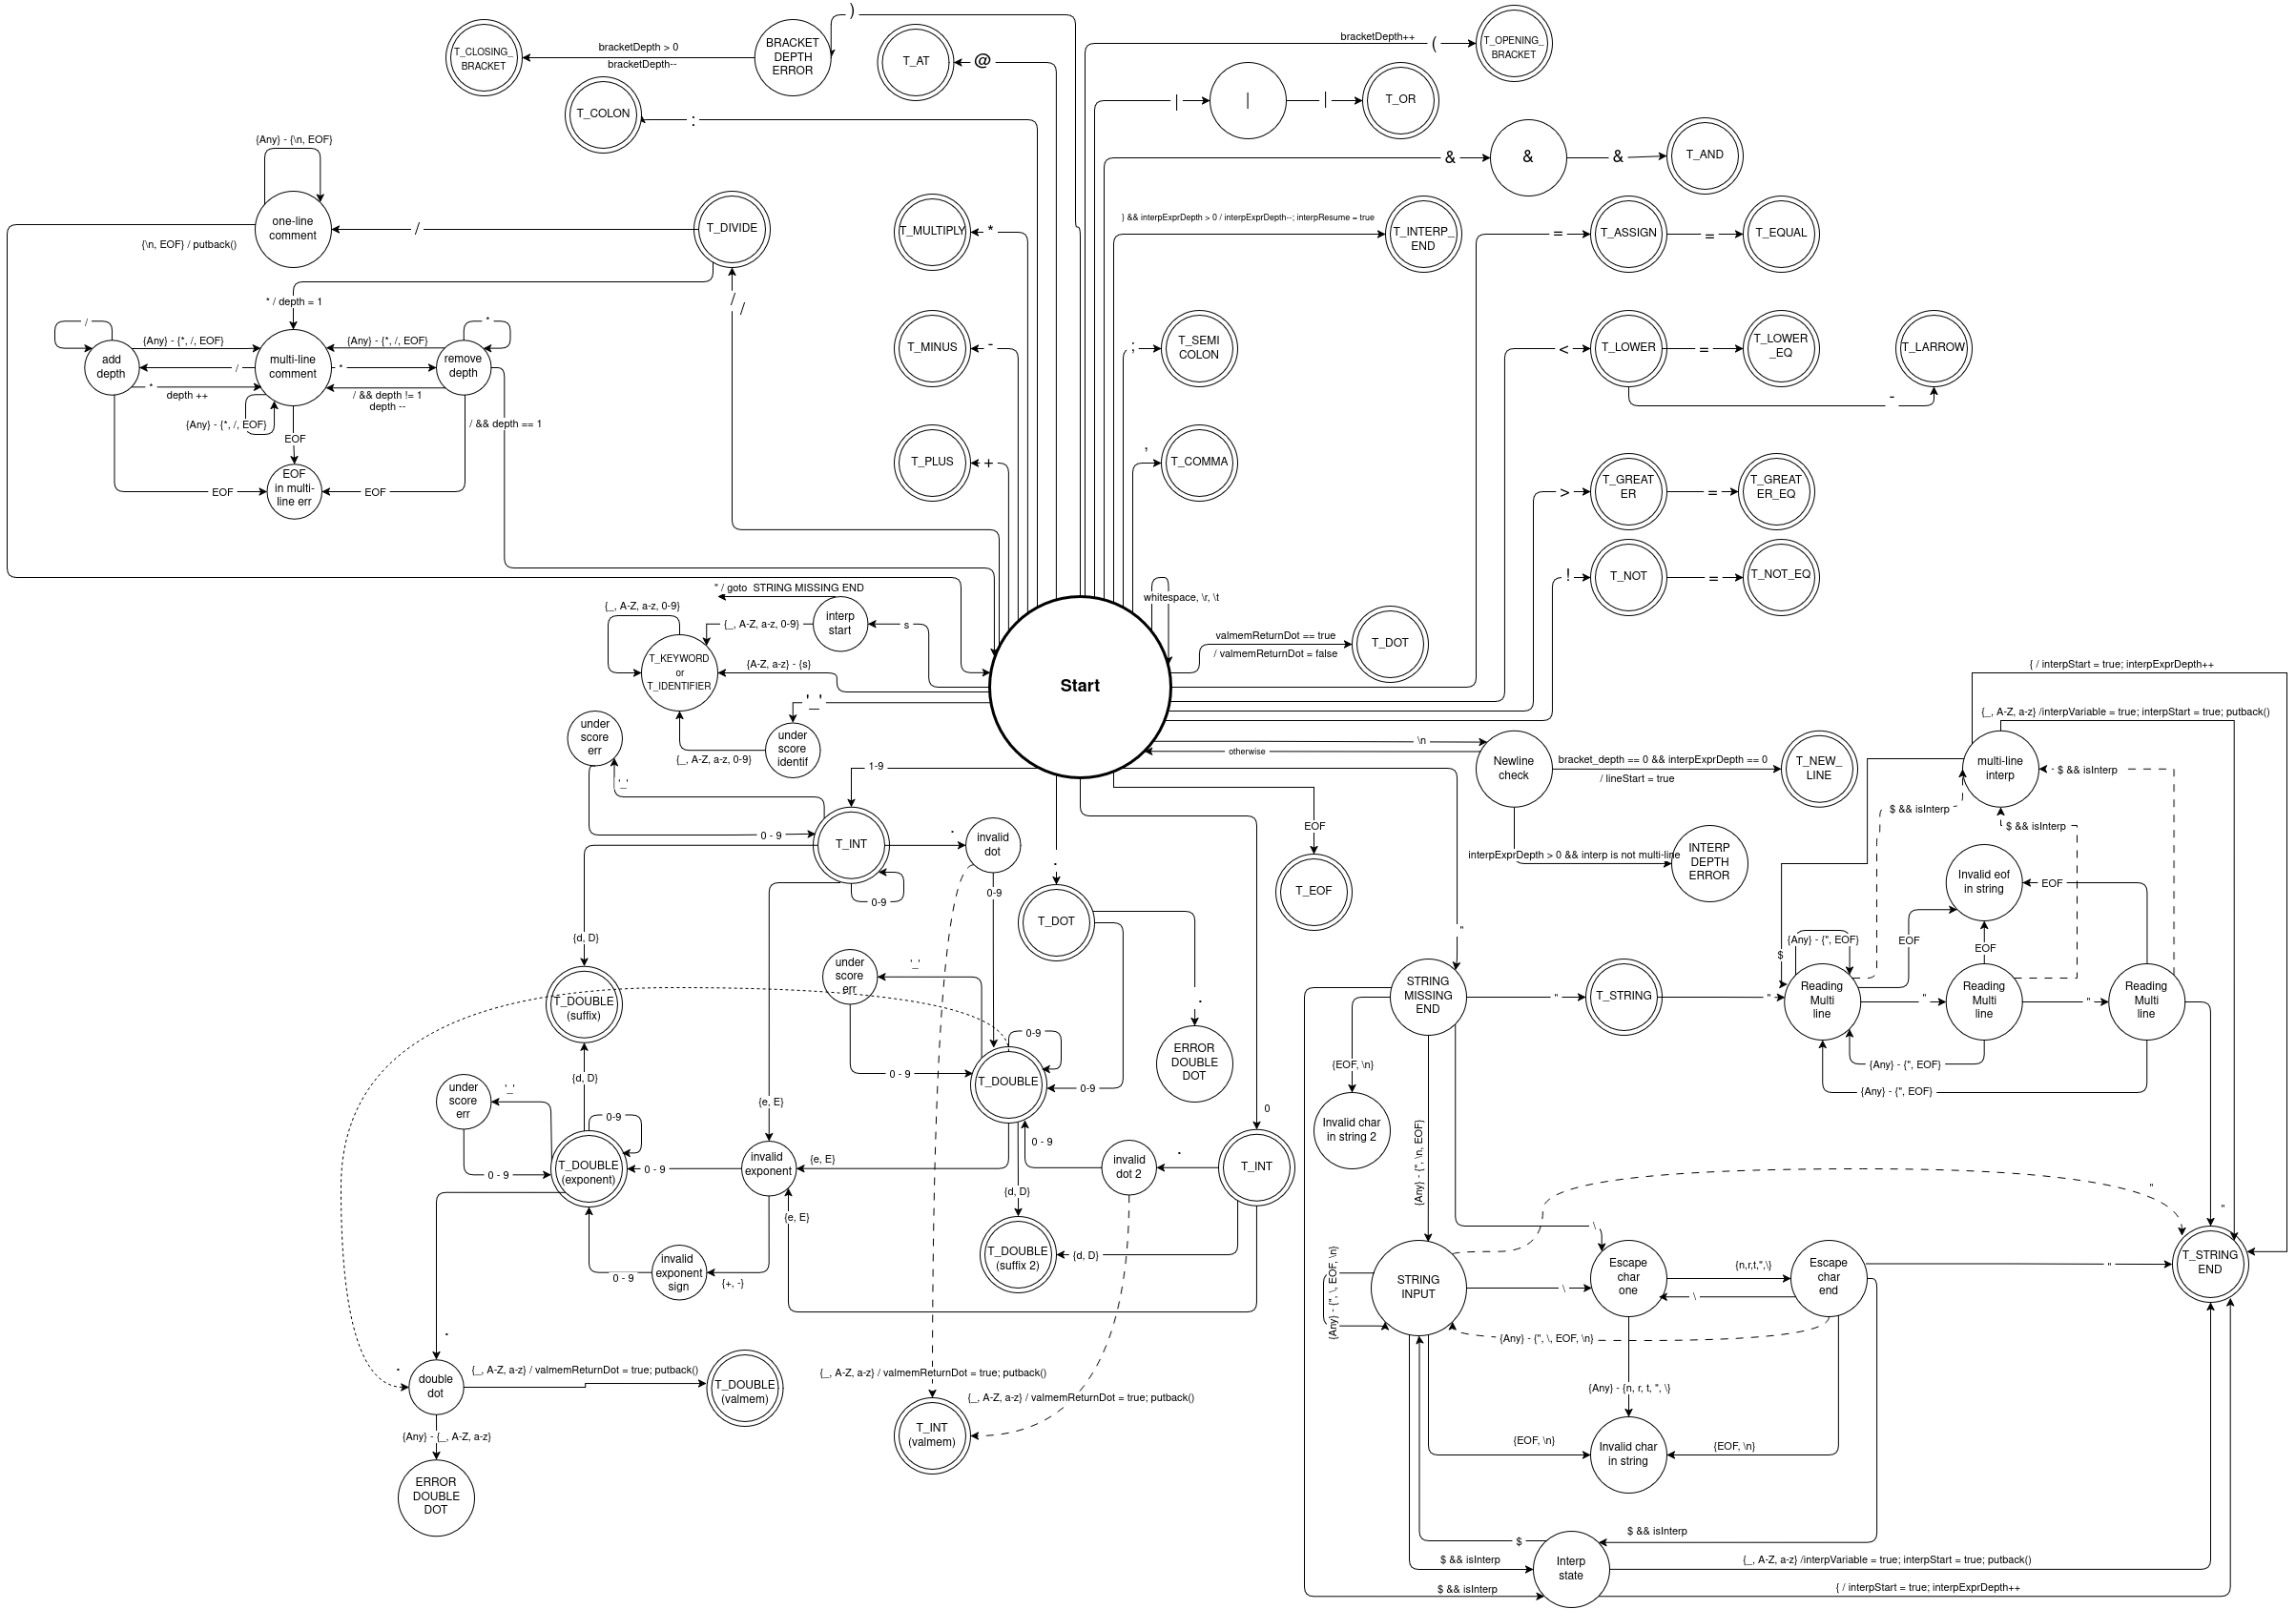 )
bracketDepth > 0
bracketDepth--
T_CLOSING_
BRACKET
BRACKET
DEPTH
ERROR
T_AT
@
bracketDepth++
(
T_OPENING_
BRACKET
T_COLON
:
|
|
|
T_OR
{Any} - {\n, EOF}
&
&
&
T_AND
one-line
comment
/
T_DIVIDE
{\n, EOF} / putback()
T_MULTIPLY
*
} && interpExprDepth > 0 / interpExprDepth--; interpResume = true
T_INTERP_
END
=
T_ASSIGN
=
T_EQUAL
* / depth = 1
/
/
/
{Any} - {*, /, EOF}
{Any} - {*, /, EOF}
*
add
depth
multi-line
comment
remove
depth
/
*
*
depth ++
/ && depth != 1
depth --
{Any} - {*, /, EOF}
EOF
/ && depth == 1
EOF
in multi-
line err
EOF
EOF
T_MINUS
-
;
T_SEMI
COLON
<
T_LOWER
=
T_LOWER
_EQ
T_LARROW
-
T_PLUS
+
,
T_COMMA
>
T_GREAT
ER
=
T_GREAT
ER_EQ
!
T_NOT
=
T_NOT_EQ
" / goto  STRING MISSING END
{_, A-Z, a-z, 0-9}
{_, A-Z, a-z, 0-9}
interp
start
s
T_KEYWORD
or
T_IDENTIFIER
{A-Z, a-z} - {s}
'_'
under
score
identif
{_, A-Z, a-z, 0-9}
Start
whitespace, \r, \t
valmemReturnDot == true
/ valmemReturnDot = false
T_DOT
\n
otherwise
Newline
check
bracket_depth == 0 && interpExprDepth == 0
/ lineStart = true
T_NEW_
LINE
interpExprDepth > 0 && interp is not multi-line
INTERP
DEPTH
ERROR
{ / interpStart = true; interpExprDepth++
{_, A-Z, a-z} /interpVariable = true; interpStart = true; putback()
multi-line
interp
$ && isInterp
$ && isInterp
$ && isInterp
under
score
err
'_'
1-9
0 - 9
T_INT
0-9
.
invalid
dot
0-9
.
T_DOT
EOF
T_EOF
Invalid eof
in string
EOF
EOF
EOF
{d, D}
T_DOUBLE
(suffix)
under
score
err
'_'
0 - 9
0-9
T_DOUBLE
0-9
.
ERROR
DOUBLE
DOT
"
STRING
MISSING
END
"
T_STRING
"
$
{Any} - {", EOF}
Reading
Multi
line
"
Reading
Multi
line
"
Reading
Multi
line
{Any} - {", EOF}
{Any} - {", EOF}
{EOF, \n}
Invalid char
in string 2
{Any} - {", \n, EOF}
under
score
err
'_'
{d, D}
0-9
0 - 9
T_DOUBLE
(exponent)
0 - 9
invalid
exponent
{e, E}
{e, E}
{e, E}
0 - 9
invalid
dot 2
.
T_INT
0
{d, D}
T_DOUBLE
(suffix 2)
{d, D}
0 - 9
invalid
exponent
sign
{+, -}
.
.
double
dot
{_, A-Z, a-z} / valmemReturnDot = true; putback()
T_DOUBLE
(valmem)
{Any} - {_, A-Z, a-z}
ERROR
DOUBLE
DOT
{_, A-Z, a-z} / valmemReturnDot = true; putback()
{_, A-Z, a-z} / valmemReturnDot = true; putback()
T_INT
(valmem)
"
"
\
{Any} - {", \, EOF, \n}
STRING
INPUT
\
Escape
char
one
{n,r,t,",\}
\
Escape
char
end
"
T_STRING
END
{Any} - {", \, EOF, \n}
{Any} - {n, r, t, ", \}
{EOF, \n}
Invalid char
in string
{EOF, \n}
$
$ && isInterp
$ && isInterp
$ && isInterp
Interp
state
{_, A-Z, a-z} /interpVariable = true; interpStart = true; putback()
{ / interpStart = true; interpExprDepth++